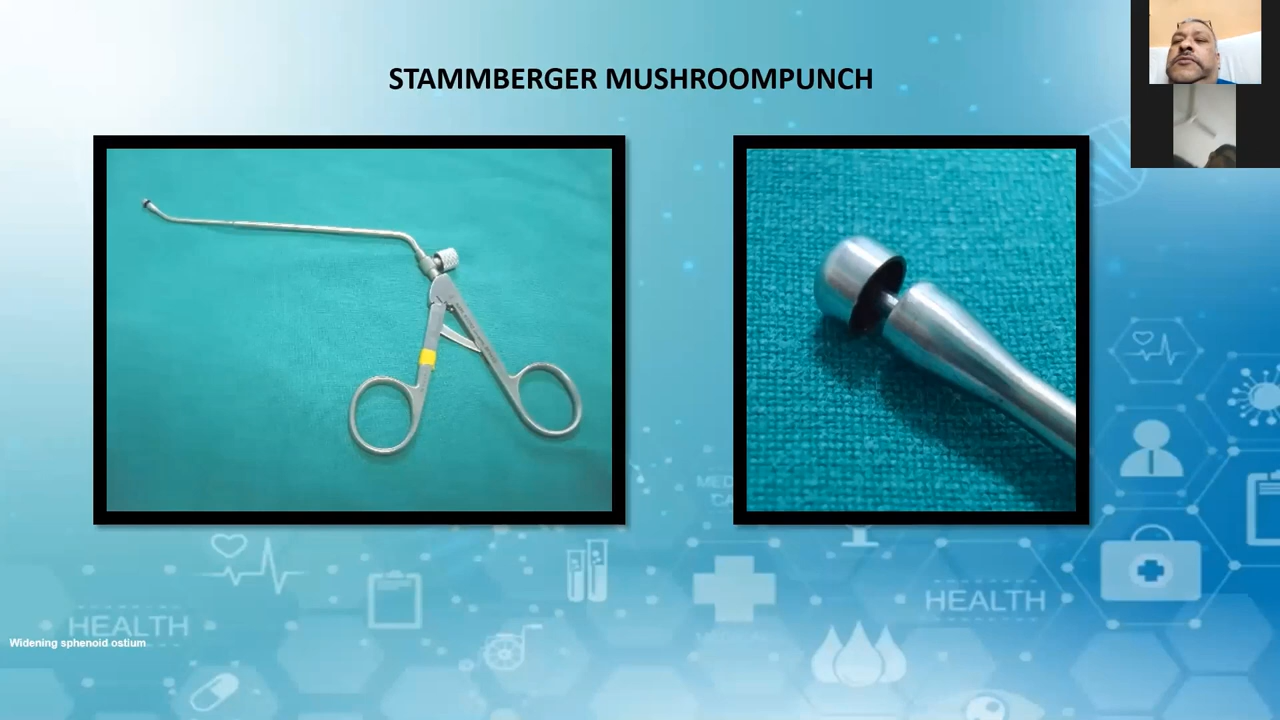 STAMMBERGER MUSHROOMPUNCH
HEALTH
HEALTH
Widening sphenoid ostium